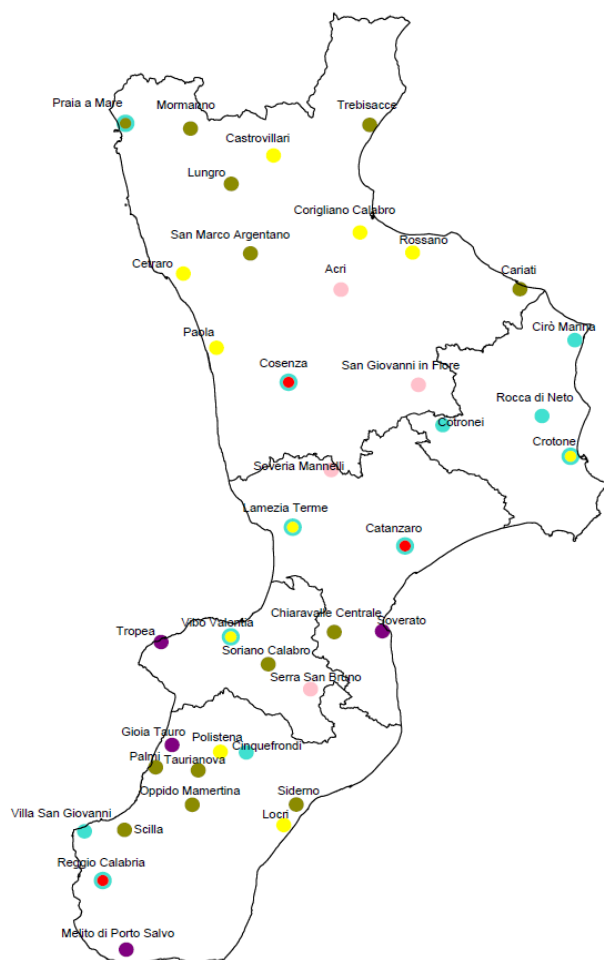 Praia a Mare
Mormanno
Trebisacce
Castrovillari
Lungro
Corigliano Calabro
San Marco Argentano
Rossano
Cetraro
Acri
Cariati
Cirò Marina
Paola
Cosenza
San Giovanni in Fiore
Rocca di Neto
Cotronei
Crotone
Soveria Mannelli
Lamezia Terme
Catanzaro
Chiaravalle Centrale
Soverato
Tropea
Vibo Valontia
Soriano Calabro
Serra San Bruno
Gioia Tauro
Polistena
Cinquefrondi
Palmi
Taurianova
Oppido Mamertina
Siderno
Villa San Giovanni
Scilla
Locri
Reggio Calabria
Melito di Porto Salvo